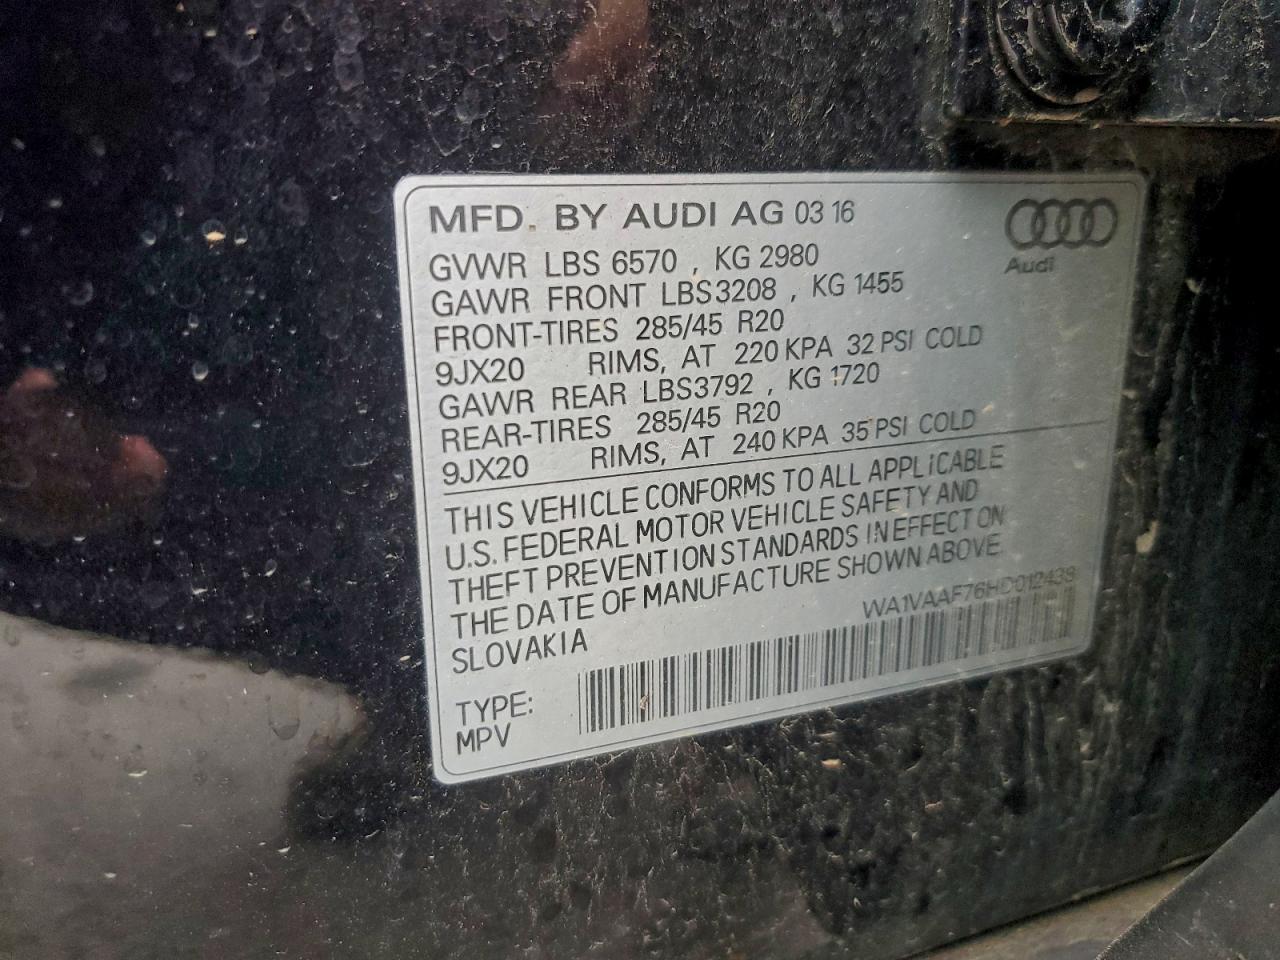 MFD. BY AUDI AG 03 16
GVWR LBS 6570 , KG 2980
GAWR FRONT LBS3208 , KG 1455
FRONT-TIRES 285/45 R20
9JX20 RIMS, AT 220 KPA 32 PSI COLD
GAWR REAR LBS3792 , KG 1720
REAR-TIRES 285/45 R20
9JX20 RIMS, AT 240 KPA 35 PSI COLD
Audi
THIS VEHICLE CONFORMS TO ALL APPLICABLE
U.S. FEDERAL MOTOR VEHICLE SAFETY AND
THEFT PREVENTION STANDARDS IN EFFECT ON
THE DATE OF MANUFACTURE SHOWN ABOVE
SLOVAKIA
WA1VAAF76HD012439
TYPE:
MPV